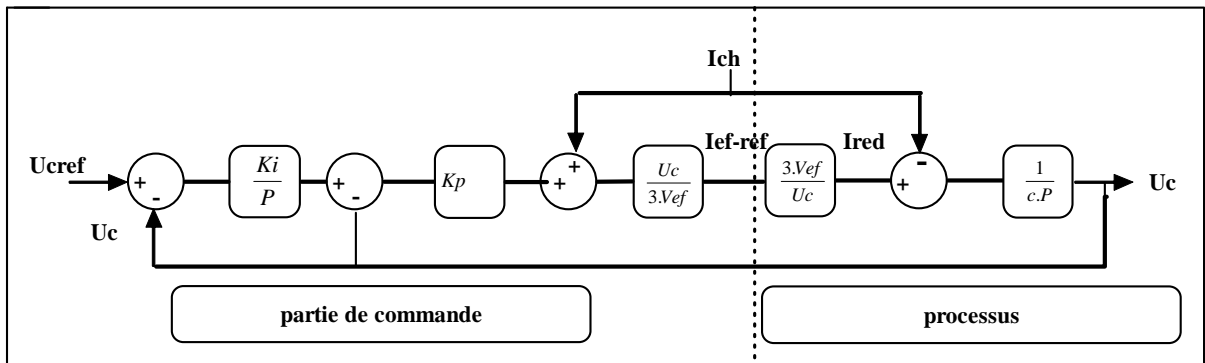 Ich
Ucref
+
-
Ki
P
-
Kp
+
+
Ief-ref
Uc
3.Vef
3.Vef
Uc
Ired
-
+
1
c.P
Uc
Uc
partie de commande
processus